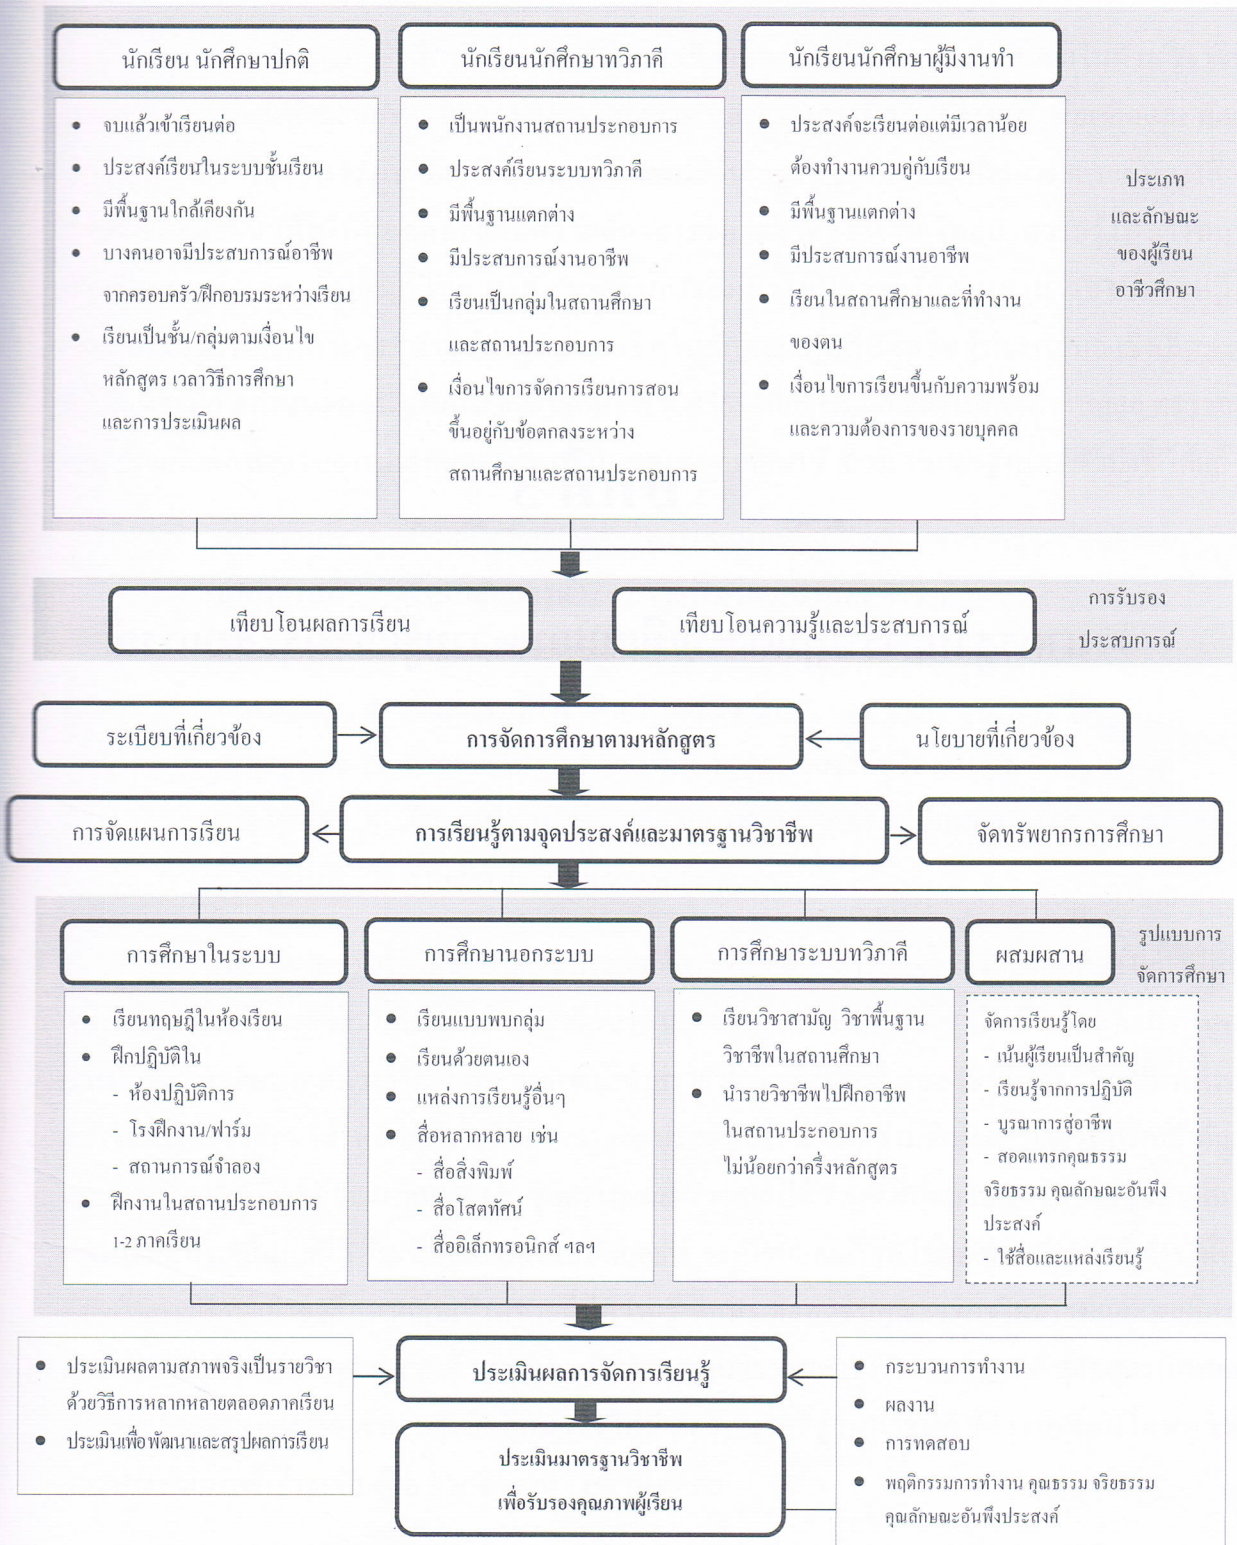 นักเรียน นักศึกษาปกติ
• จบแล้วเข้าเรียนต่อ
• ประสงค์เรียนในระบบชั้นเรียน
• มีพื้นฐานใกล้เคียงกัน
• บางคนอาจมีประสบการณ์อาชีพ
จากครอบครัว/ฝึกอบรมระหว่างเรียน
• เรียนเป็นชั้น/กลุ่มตามเงื่อนไข
หลักสูตร เวลาวิธีการศึกษา
และการประเมินผล
นักเรียนนักศึกษาทวิภาคี
• เป็นพนักงานสถานประกอบการ
• ประสงค์เรียนระบบทวิภาคี
• มีพื้นฐานแตกต่าง
• มีประสบการณ์งานอาชีพ
• เรียนเป็นกลุ่มในสถานศึกษา
และสถานประกอบการ
• เงื่อนไขการจัดการเรียนการสอน
ขึ้นอยู่กับข้อตกลงระหว่าง
สถานศึกษาและสถานประกอบการ
นักเรียนนักศึกษาผู้มีงานทำ
• ประสงค์จะเรียนต่อแต่มีเวลาน้อย
ต้องทำงานควบคู่กับเรียน
• มีพื้นฐานแตกต่าง
• มีประสบการณ์งานอาชีพ
• เรียนในสถานศึกษาและที่ทำงาน
ของตน
• เงื่อนไขการเรียนขึ้นกับความพร้อม
และความต้องการของรายบุคคล
ประเภท
และลักษณะ
ของผู้เรียน
อาชีวศึกษา
เทียบโอนผลการเรียน
เทียบโอนความรู้และประสบการณ์
การรับรอง
ประสบการณ์
ระเบียบที่เกี่ยวข้อง
การจัดการศึกษาตามหลักสูตร
นโยบายที่เกี่ยวข้อง
การจัดแผนการเรียน
การเรียนรู้ตามจุดประสงค์และมาตรฐานวิชาชีพ
จัดทรัพยากรการศึกษา
การศึกษาในระบบ
• เรียนทฤษฎีในห้องเรียน
• ฝึกปฏิบัติใน
- ห้องปฏิบัติการ
- โรงฝึกงาน/ฟาร์ม
- สถานการณ์จำลอง
• ฝึกงานในสถานประกอบการ
1-2 ภาคเรียน
การศึกษานอกระบบ
• เรียนแบบพบกลุ่ม
• เรียนด้วยตนเอง
• แหล่งการเรียนรู้อื่นๆ
• สื่อหลากหลาย เช่น
- สื่อสิ่งพิมพ์
- สื่อโสตทัศน์
- สื่ออิเล็กทรอนิกส์ ฯลฯ
การศึกษาระบบทวิภาคี
• เรียนวิชาสามัญ วิชาพื้นฐาน
วิชาชีพในสถานศึกษา
• นำรายวิชาชีพไปฝึกอาชีพ
ในสถานประกอบการ
ไม่น้อยกว่าครึ่งหลักสูตร
ผสมผสาน
จัดการเรียนรู้โดย
- เน้นผู้เรียนเป็นสำคัญ
- เรียนรู้จากการปฏิบัติ
- บูรณาการสู่อาชีพ
- สอดแทรกคุณธรรม
จริยธรรม คุณลักษณะอันพึง
ประสงค์
- ใช้สื่อและแหล่งเรียนรู้
รูปแบบการ
จัดการศึกษา
• ประเมินผลตามสภาพจริงเป็นรายวิชา
ด้วยวิธีการหลากหลายตลอดภาคเรียน
• ประเมินเพื่อพัฒนาและสรุปผลการเรียน
ประเมินผลการจัดการเรียนรู้
ประเมินมาตรฐานวิชาชีพ
เพื่อรับรองคุณภาพผู้เรียน
• กระบวนการทำงาน
• ผลงาน
• การทดสอบ
• พฤติกรรมการทำงาน คุณธรรม จริยธรรม
คุณลักษณะอันพึงประสงค์